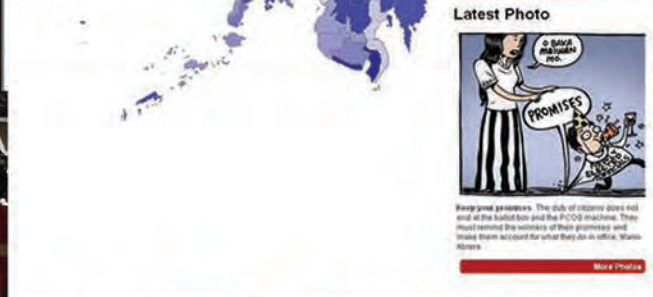 Latest Photo
O BAKA
MAIWAN
MO.
PROMISES
Keep your promises. The duty of citizens does not
end at the ballot box and the PCOS machine. They
must remind the winners of their promises and
make them account for what they do in office.
More Photos